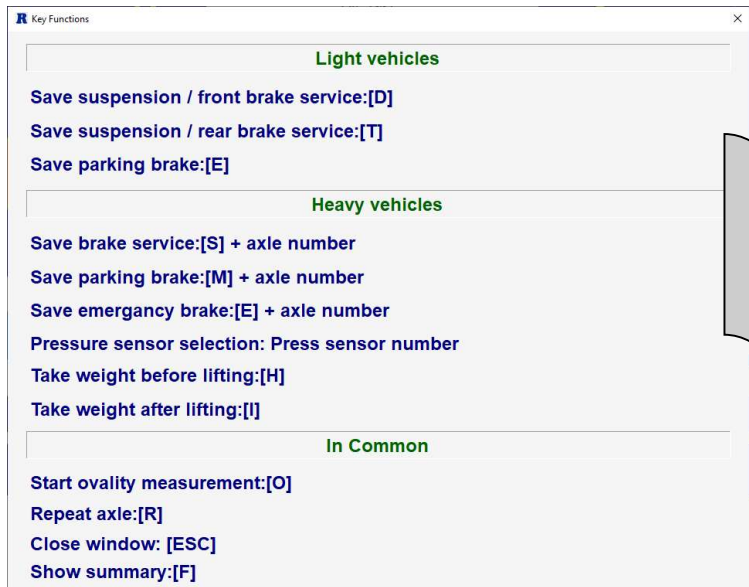 R Key Functions
Light vehicles
Save suspension / front brake service:[D]
Save suspension / rear brake service:[T]
Save parking brake:[E]
Heavy vehicles
Save brake service:[S] + axle number
Save parking brake:[M] + axle number
Save emergancy brake:[E] + axle number
Pressure sensor selection: Press sensor number
Take weight before lifting:[H]
Take weight after lifting:[I]
In Common
Start ovality measurement:[O]
Repeat axle:[R]
Close window: [ESC]
Show summary:[F]